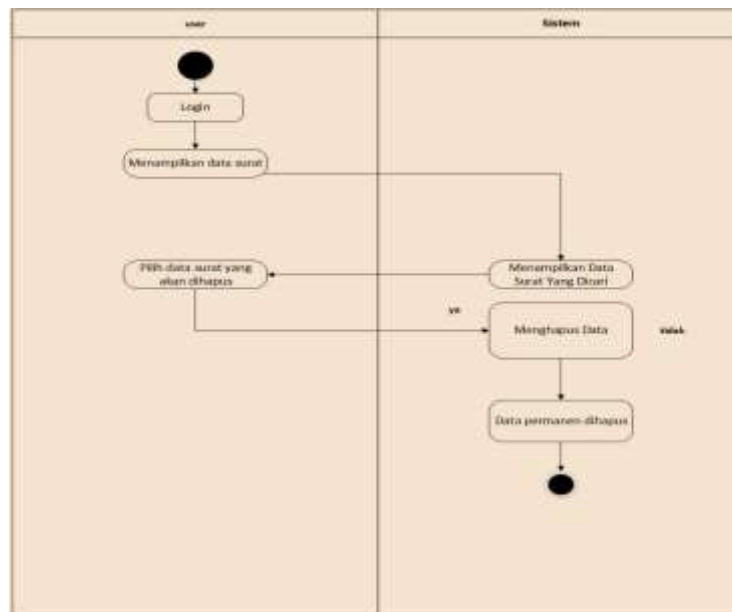 user
Sistem
Login
Menampilkan data surat
Pilih data surat yang
akan dihapus
Menampilkan Data
Surat Yang Dicari
ya
Menghapus Data
tidak
Data permanen dihapus